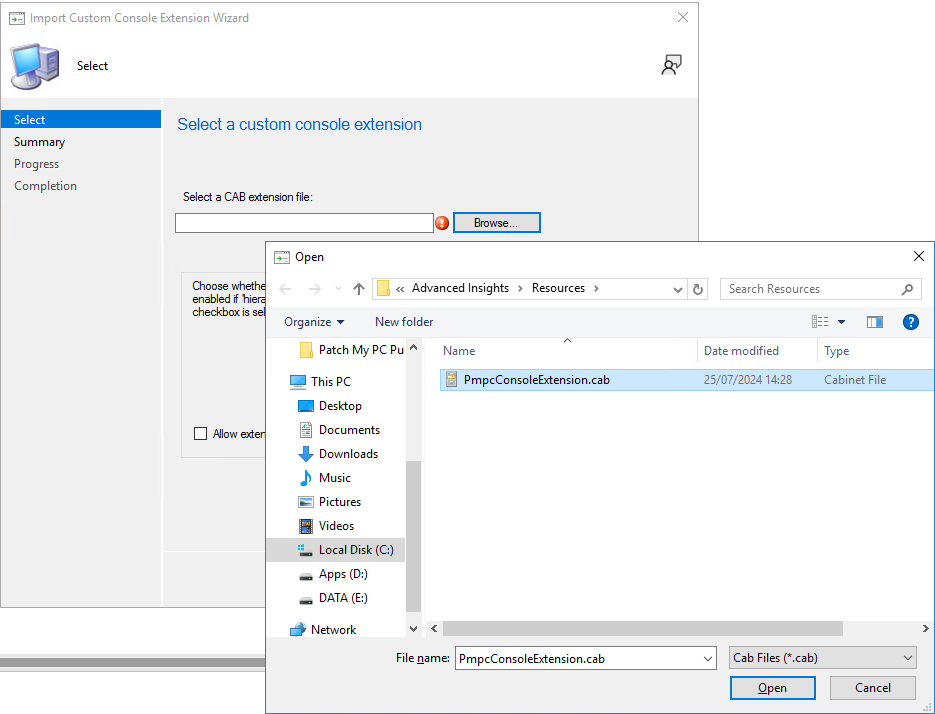 Import Custom Console Extension Wizard
Select
Select
Summary
Progress
Completion
Select a custom console extension
Select a CAB extension file:
Browse...
Choose whethe
enabled if 'hiera
checkbox is sel
Allow exten
Open
« Advanced Insights > Resources >
Search Resources
Organize
New folder
?
Patch My PC Pu
This PC
Desktop
Documents
Downloads
Music
Pictures
Videos
Local Disk (C:)
Apps (D:)
DATA (E:)
Network
Name Date modified Type
PmpcConsoleExtension.cab 25/07/2024 14:28 Cabinet File
File name: PmpcConsoleExtension.cab Cab Files (*.cab)
Open Cancel